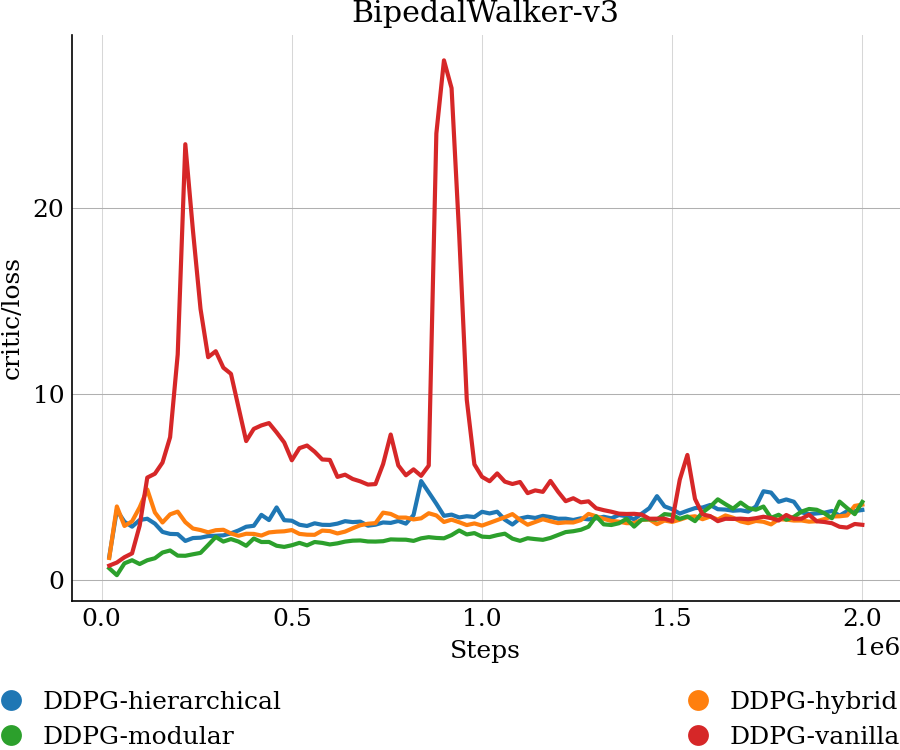 BipedalWalker-v3
critic/loss
20
10
0
0.0 0.5 1.0 1.5 2.0
1e6
Steps
DDPG-hierarchical DDPG-hybrid
DDPG-modular DDPG-vanilla